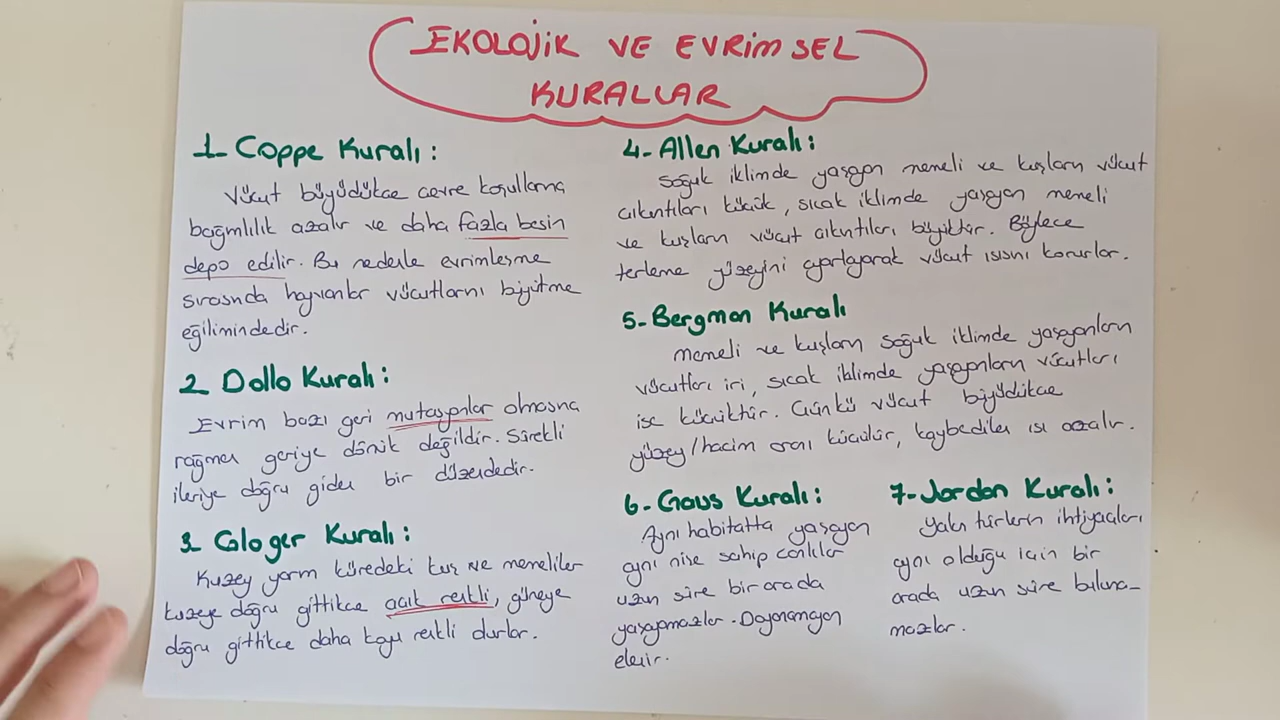 EKOLOJİK VE EVRİMSEL
KURALLAR
1- Coppe Kuralı:
Vücut büyüdükçe çevre koşullarına
bağımlılık azalır ve daha fazla besin
depo edilir. Bu nedenle evrimleşme
sırasında hayvanlar vücutlarını büyütme
eğilimindedir.
2- Dollo Kuralı:
Evrim bazı geri mutasyonlar olmasına
rağmen geriye dönük değildir. Sürekli
ileriye doğru giden bir düzendedir.
3- Gloger Kuralı:
Kuzey yarım küredeki kuş ve memeliler
kuzeye doğru gittikçe açık renkli, güneye
doğru gittikçe daha koyu renkli olurlar.
4- Allen Kuralı:
Soğuk iklimde yaşayan memeli ve kuşların vücut
çıkıntıları küçük, sıcak iklimde yaşayan memeli
ve kuşların vücut çıkıntıları büyüktür. Böylece
terleme yüzeyini ayarlayarak vücut ısısını korurlar.
5- Bergman Kuralı
Memeli ve kuşların soğuk iklimde yaşayanların
vücutları iri, sıcak iklimde yaşayanların vücutları
ise küçüktür. Çünkü vücut büyüdükçe
yüzey/hacim oranı küçülür, kaybedilen ısı azalır.
6- Gaus Kuralı:
Aynı habitatta yaşayan
aynı nişe sahip canlılar
uzun süre bir arada
yaşayamazlar. Dayanamayan
elenir.
7- Jordan Kuralı:
Yakın türlerin ihtiyaçları
aynı olduğu için bir
arada uzun süre buluna-
mazlar.